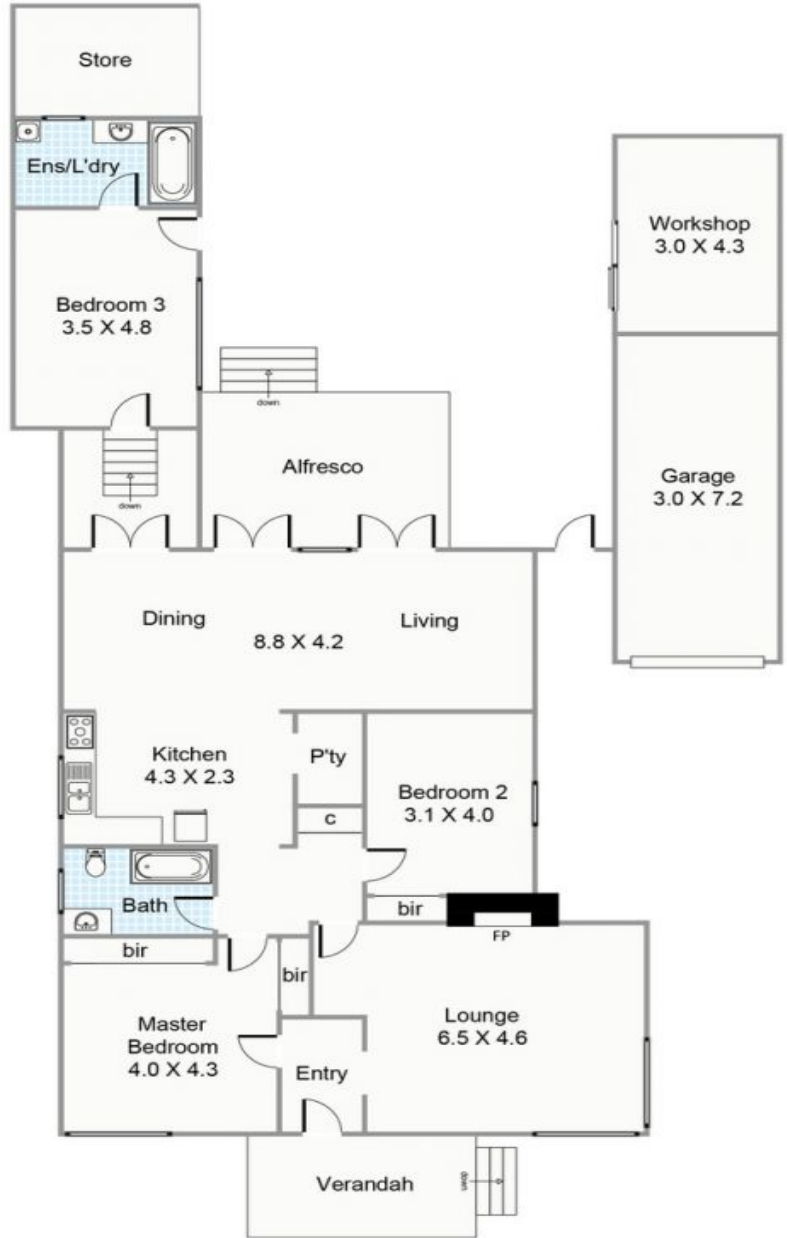 Store
Ens/L'dry
Workshop
3.0 X 4.3
Bedroom 3
3.5 X 4.8
down
Alfresco
Garage
3.0 X 7.2
down
Dining
Living
8.8 X 4.2
Kitchen
4.3 X 2.3
P'ty
Bedroom 2
3.1 X 4.0
c
Bath
bir
FP
bir
bir
Master
Bedroom
4.0 X 4.3
Lounge
6.5 X 4.6
Entry
Verandah
down